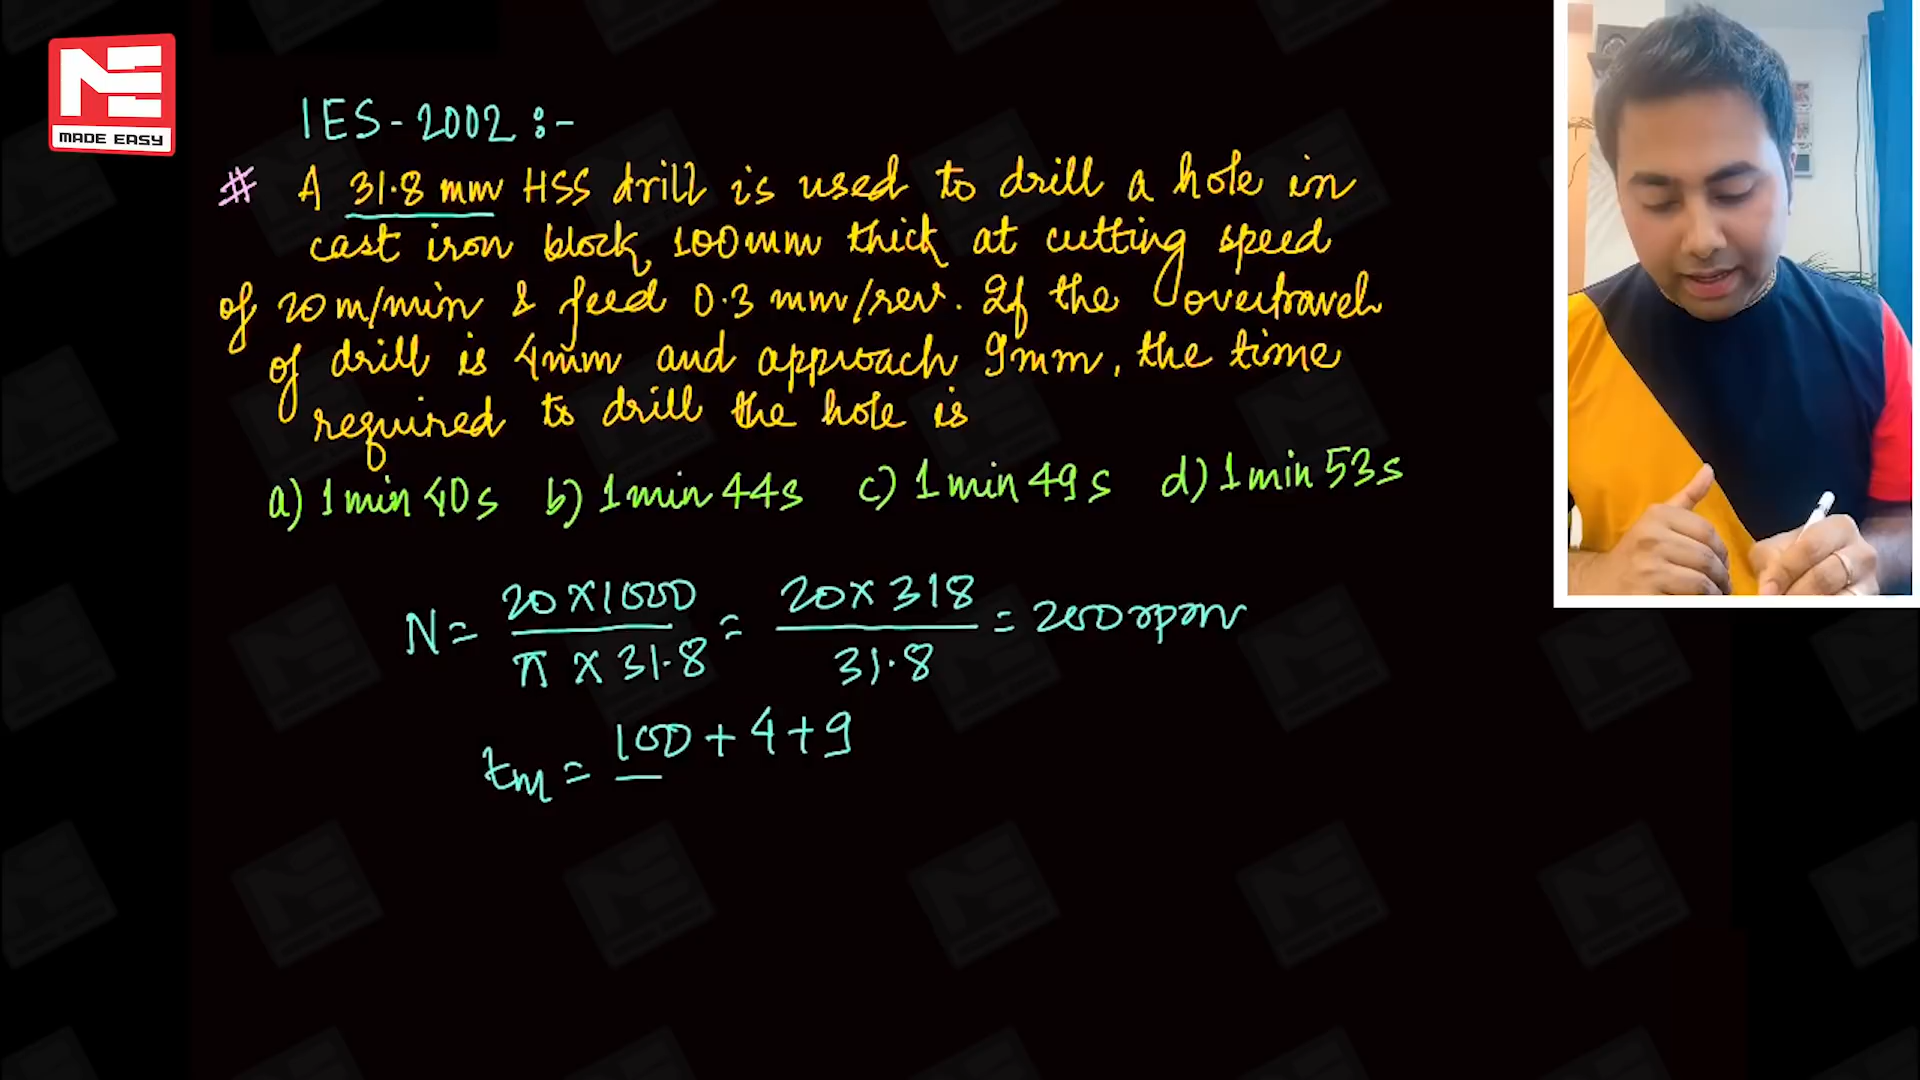 ME
MADE EASY
IES-2002:-
# A 31.8 mm HSS drill is used to drill a hole in
cast iron block 100mm thick at cutting speed
of 20 m/min & feed 0.3 mm/rev. If the overtravel
of drill is 4mm and approach 9mm, the time
required to drill the hole is
a) 1 min 40s b) 1 min 44s c) 1 min 49s d) 1 min 53s
N = 20×1000 / π × 31.8 = 20×318 / 31.8 = 200 rpm
tm = 100 + 4 + 9